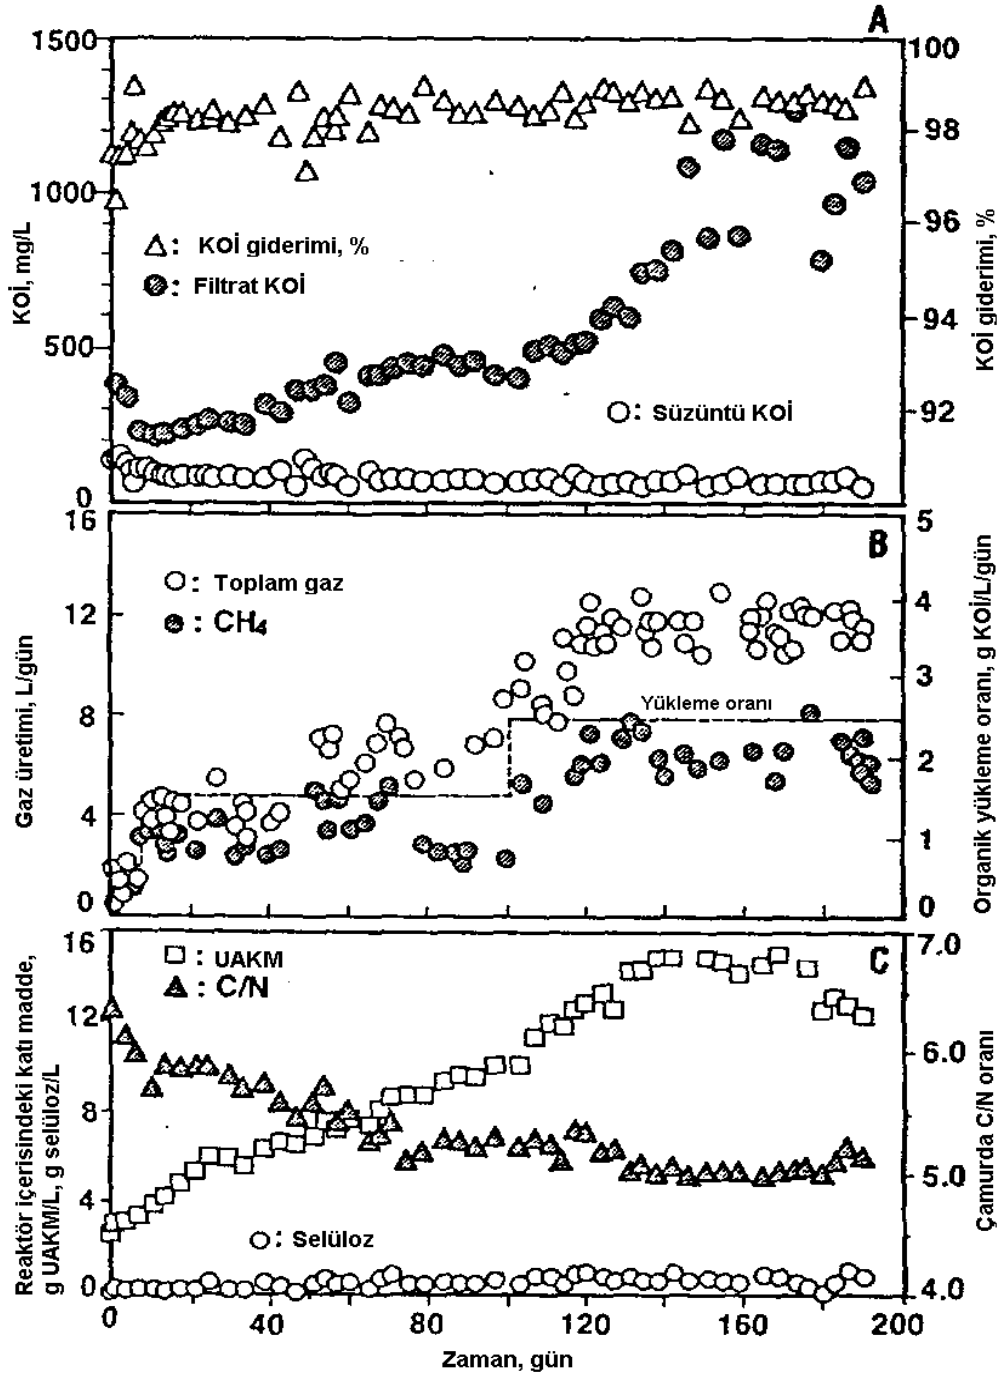 A
1500
1000
500
0
KOİ, mg/L
100
98
96
94
92
KOİ giderimi, %
: KOİ giderimi, %
: Filtrat KOİ
: Süzüntü KOİ
B
16
12
8
4
0
Gaz üretimi, L/gün
5
4
3
2
1
0
Organik yükleme oranı, g KOİ/L/gün
: Toplam gaz
: CH₄
Yükleme oranı
C
16
12
8
4
0
Reaktör içerisindeki katı madde,
g UAKM/L, g selüloz/L
7.0
6.0
5.0
4.0
Çamurda C/N oranı
: UAKM
: C/N
: Selüloz
0 40 80 120 160 200
Zaman, gün